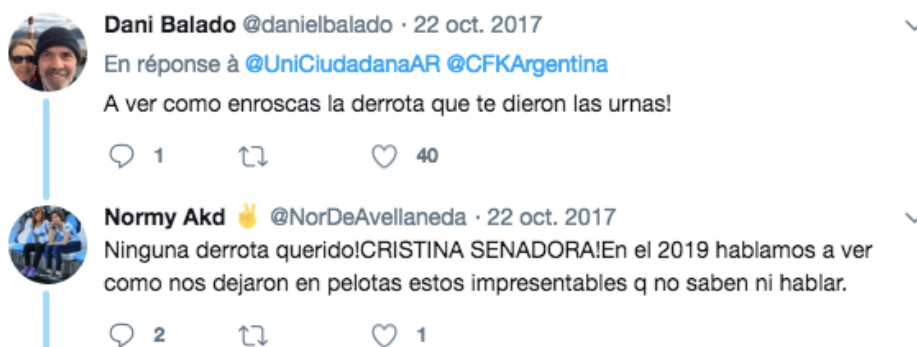 Dani Balado @danielbalado · 22 oct. 2017
En réponse à @UniCiudadanaAR @CFKArgentina
A ver como enroscas la derrota que te dieron las urnas!
1 40
Normy Akd ✌ @NorDeAvellaneda · 22 oct. 2017
Ninguna derrota querido!CRISTINA SENADORA!En el 2019 hablamos a ver
como nos dejaron en pelotas estos impresentables q no saben ni hablar.
2 1